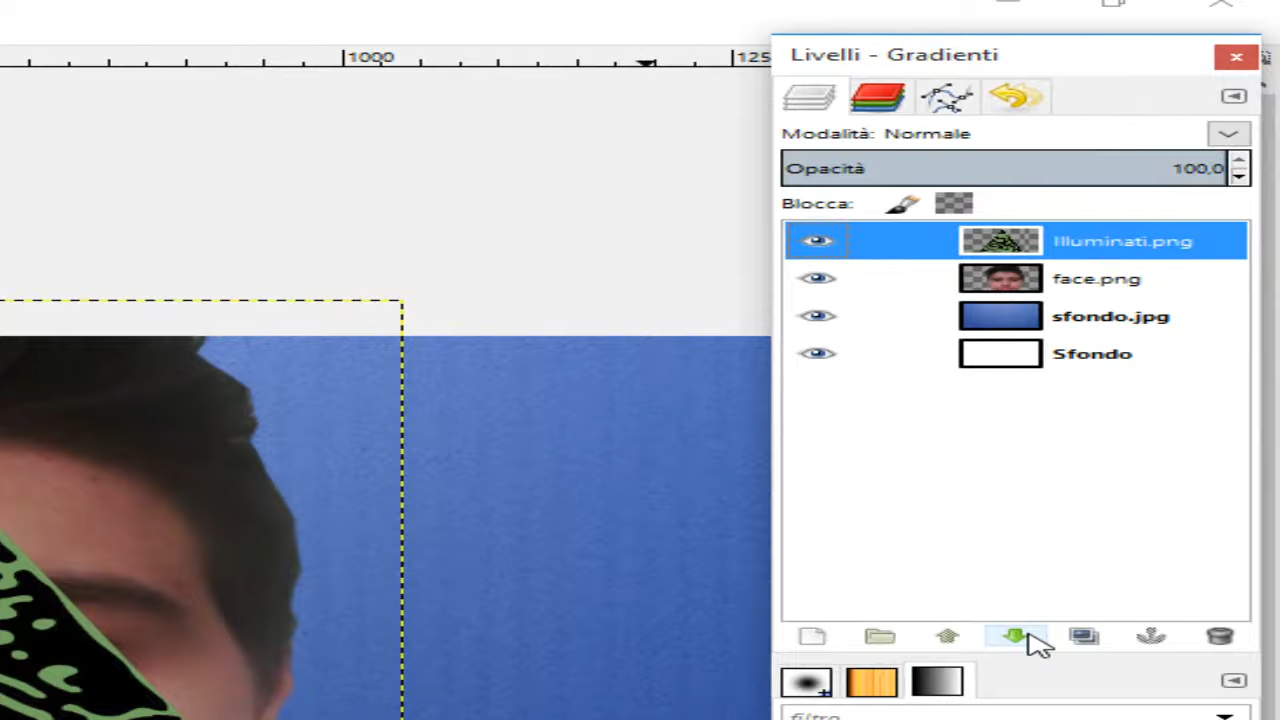 1000
125
Livelli - Gradienti
Modalità: Normale
Opacità 100,0
Blocca:
Illuminati.png
face.png
sfondo.jpg
Sfondo
filtro